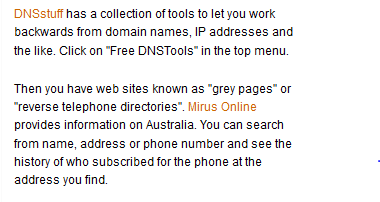 DNSstuff has a collection of tools to let you work
backwards from domain names, IP addresses and
the like. Click on "Free DNSTools" in the top menu.
Then you have web sites known as "grey pages" or
"reverse telephone directories". Mirus Online
provides information on Australia. You can search
from name, address or phone number and see the
history of who subscribed for the phone at the
address you find.